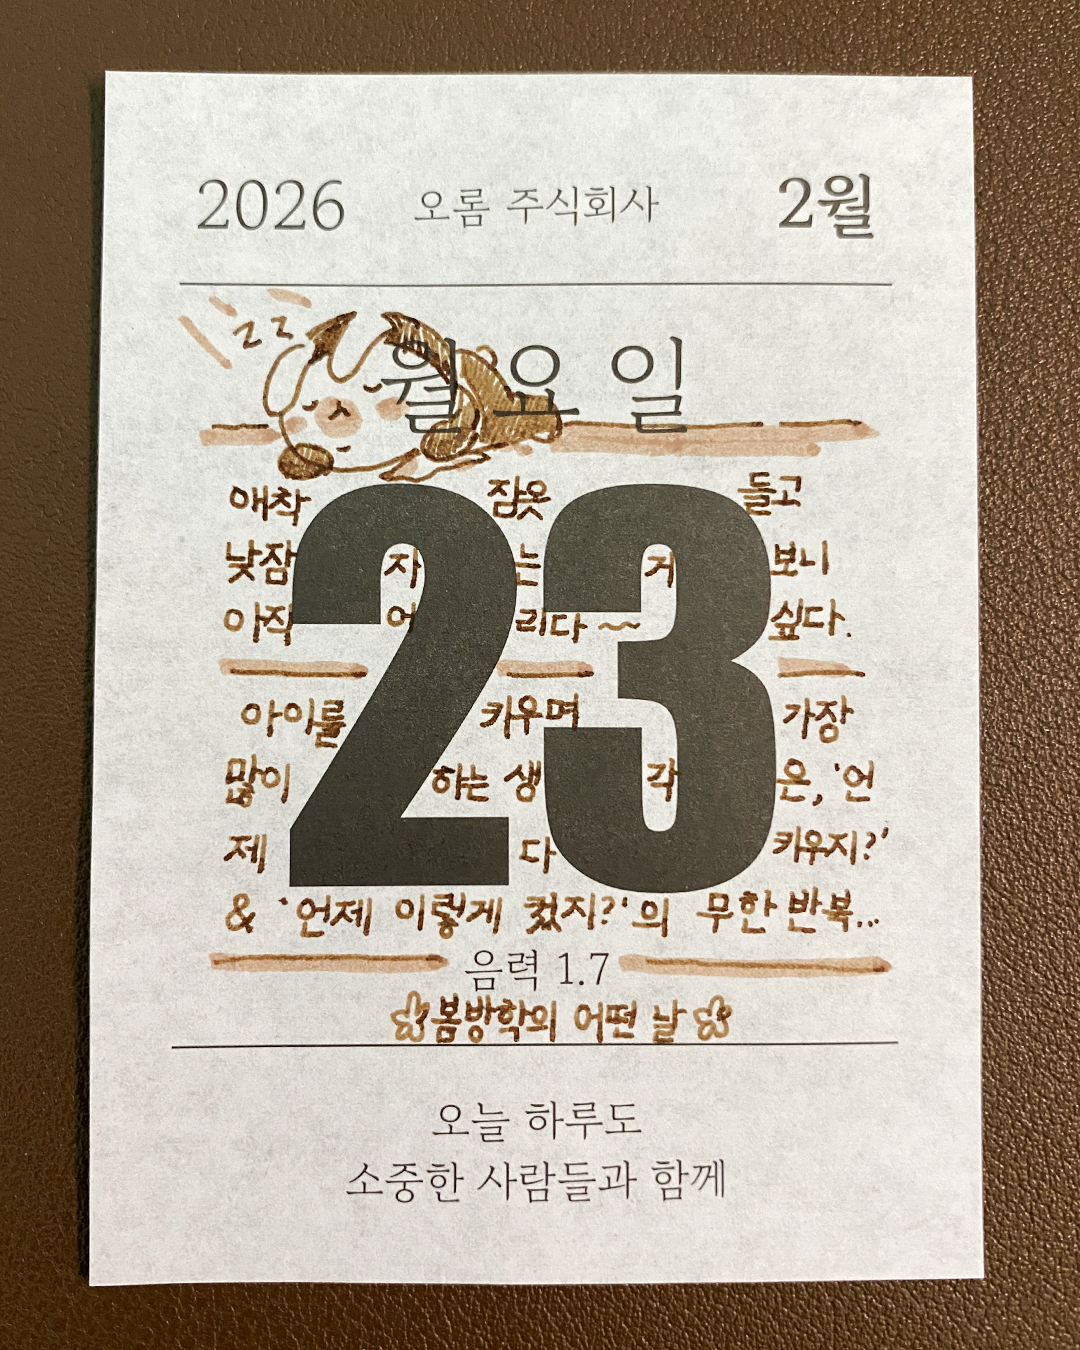 2026 오롬 주식회사 2월
zz
월요일
23
애착 잠옷 들고
낮잠 자는 거 보니
아직 어리다~ 싶다.
아이를 키우며 가장
많이 하는 생각은, '언
제 다 키우지?'
& '언제 이렇게 컸지?'의 무한 반복...
음력 1.7
봄방학의 어떤 날
오늘 하루도
소중한 사람들과 함께